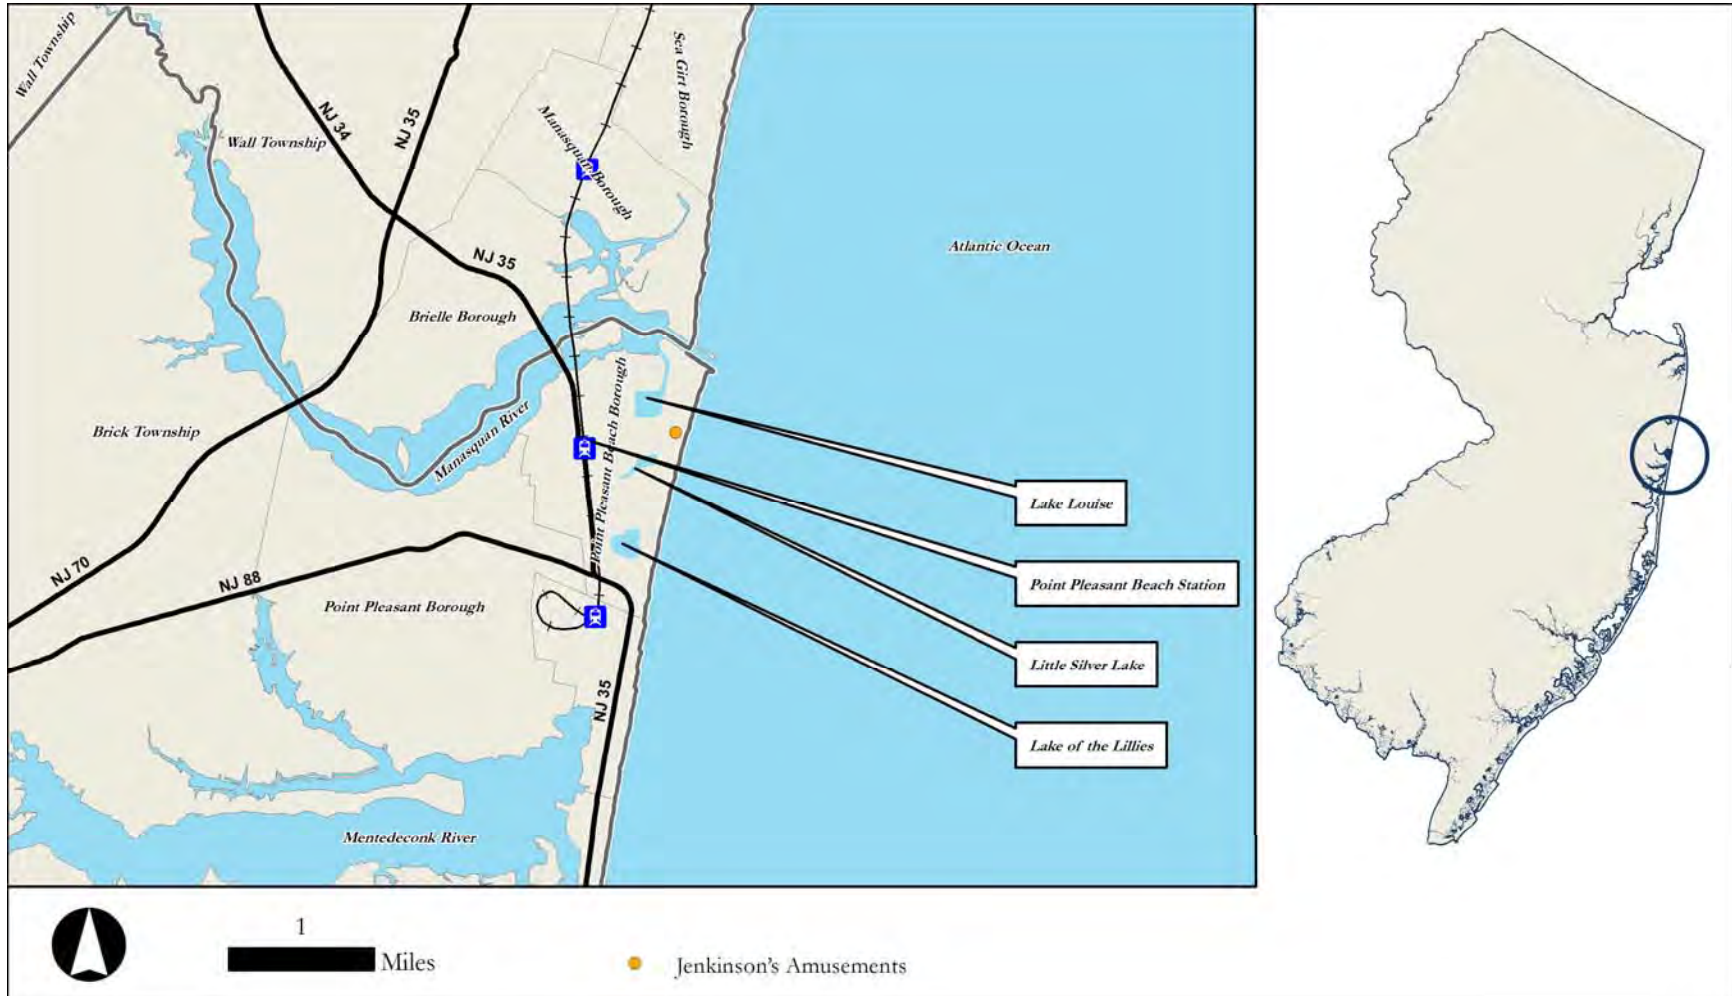 Wall Township
Sea Girt Borough
NJ 34
NJ 35
Manasquan Borough
Wall Township
Atlantic Ocean
NJ 35
Brielle Borough
Point Pleasant Beach Borough
Manasquan River
Brick Township
Lake Louise
NJ 70
NJ 88
Point Pleasant Beach Station
Point Pleasant Borough
Little Silver Lake
NJ 35
Lake of the Lillies
Mentedeconk River
1
Miles
Jenkinson's Amusements